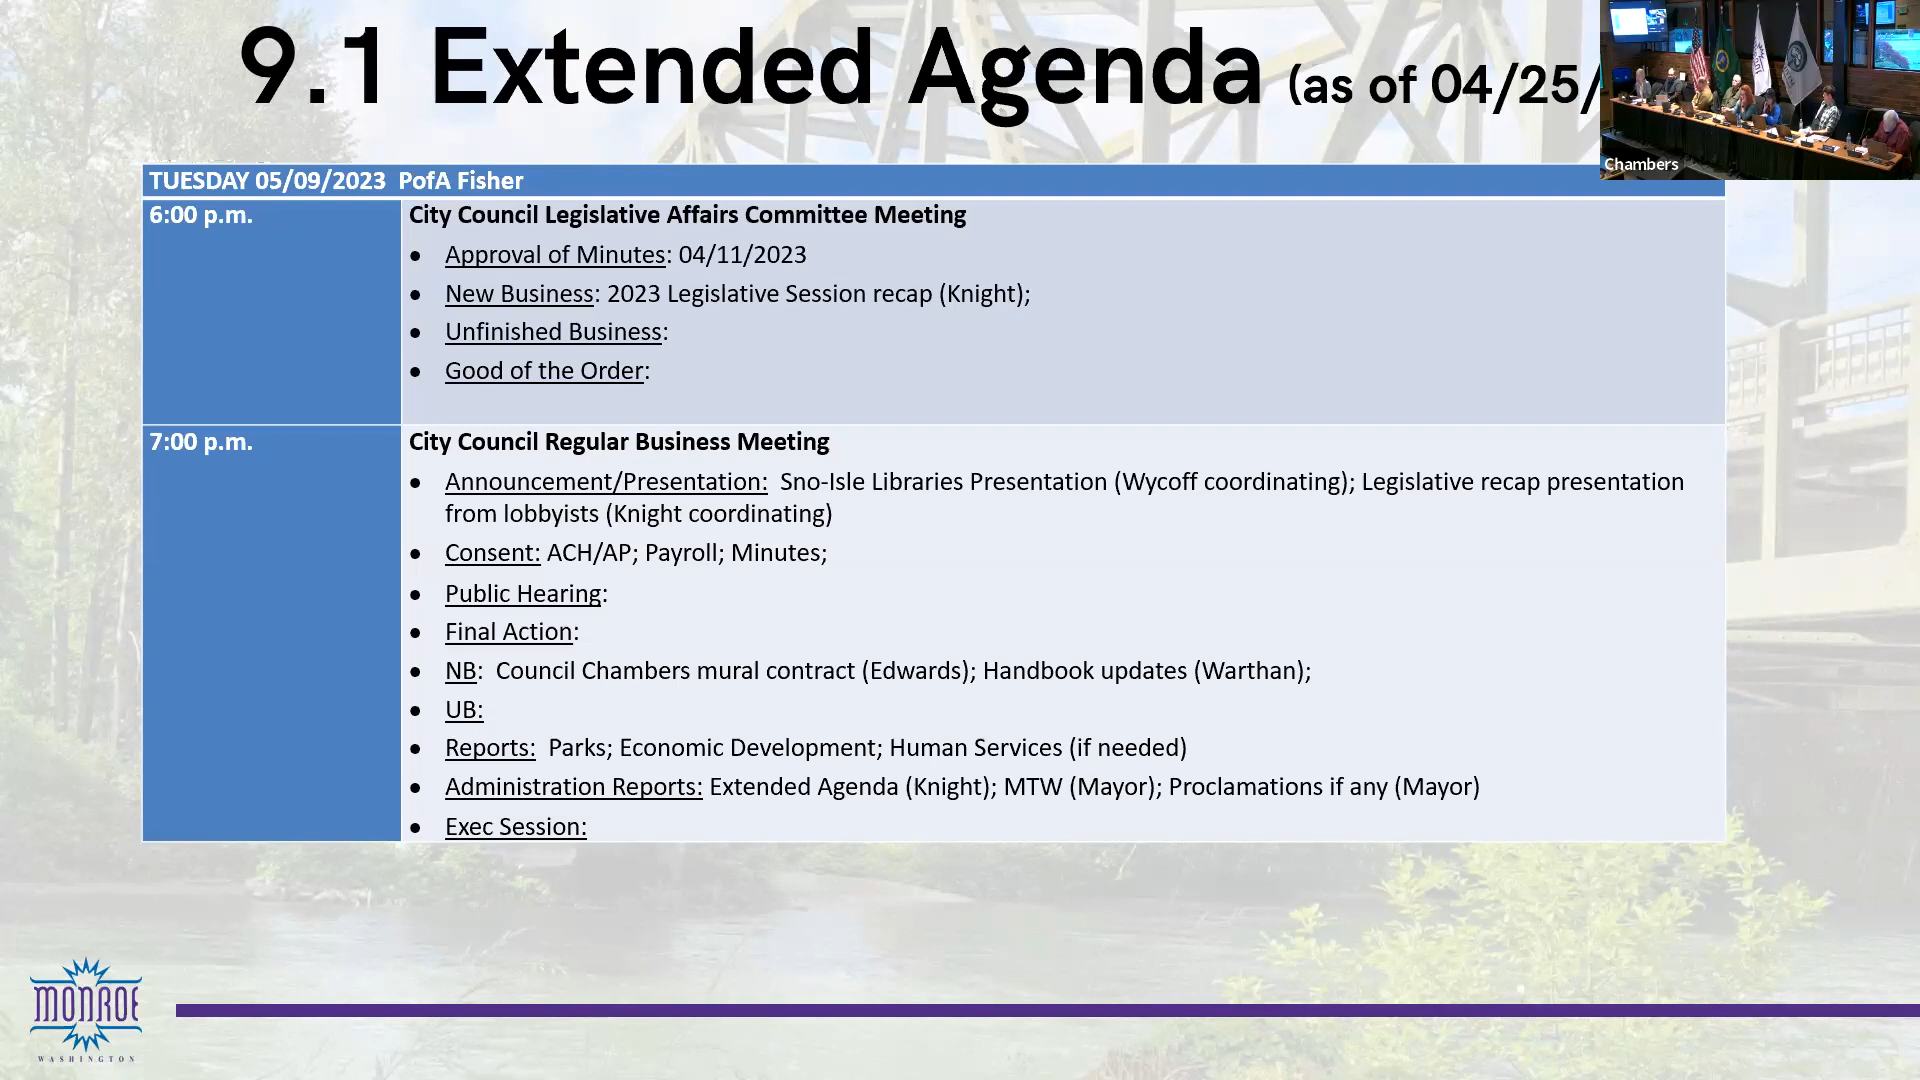 9.1 Extended Agenda (as of 04/25/
Chambers
TUESDAY 05/09/2023 PofA Fisher
6:00 p.m.
City Council Legislative Affairs Committee Meeting
• Approval of Minutes: 04/11/2023
• New Business: 2023 Legislative Session recap (Knight);
• Unfinished Business:
• Good of the Order:
7:00 p.m.
City Council Regular Business Meeting
• Announcement/Presentation: Sno-Isle Libraries Presentation (Wycoff coordinating); Legislative recap presentation
from lobbyists (Knight coordinating)
• Consent: ACH/AP; Payroll; Minutes;
• Public Hearing:
• Final Action:
• NB: Council Chambers mural contract (Edwards); Handbook updates (Warthan);
• UB:
• Reports: Parks; Economic Development; Human Services (if needed)
• Administration Reports: Extended Agenda (Knight); MTW (Mayor); Proclamations if any (Mayor)
• Exec Session:
MONROE
WASHINGTON